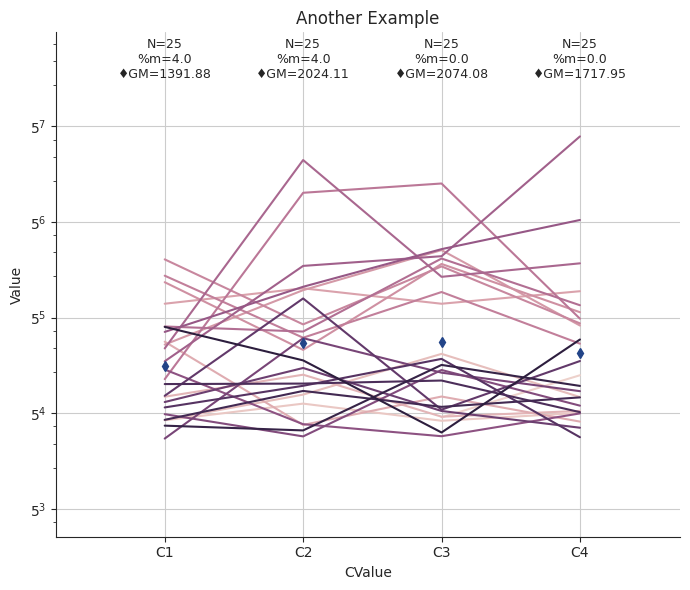 Another Example
N=25 N=25 N=25 N=25
%m=4.0 %m=4.0 %m=0.0 %m=0.0
♦GM=1391.88 ♦GM=2024.11 ♦GM=2074.08 ♦GM=1717.95
5⁷
5⁶
5⁵
5⁴
5³
Value
C1 C2 C3 C4
CValue